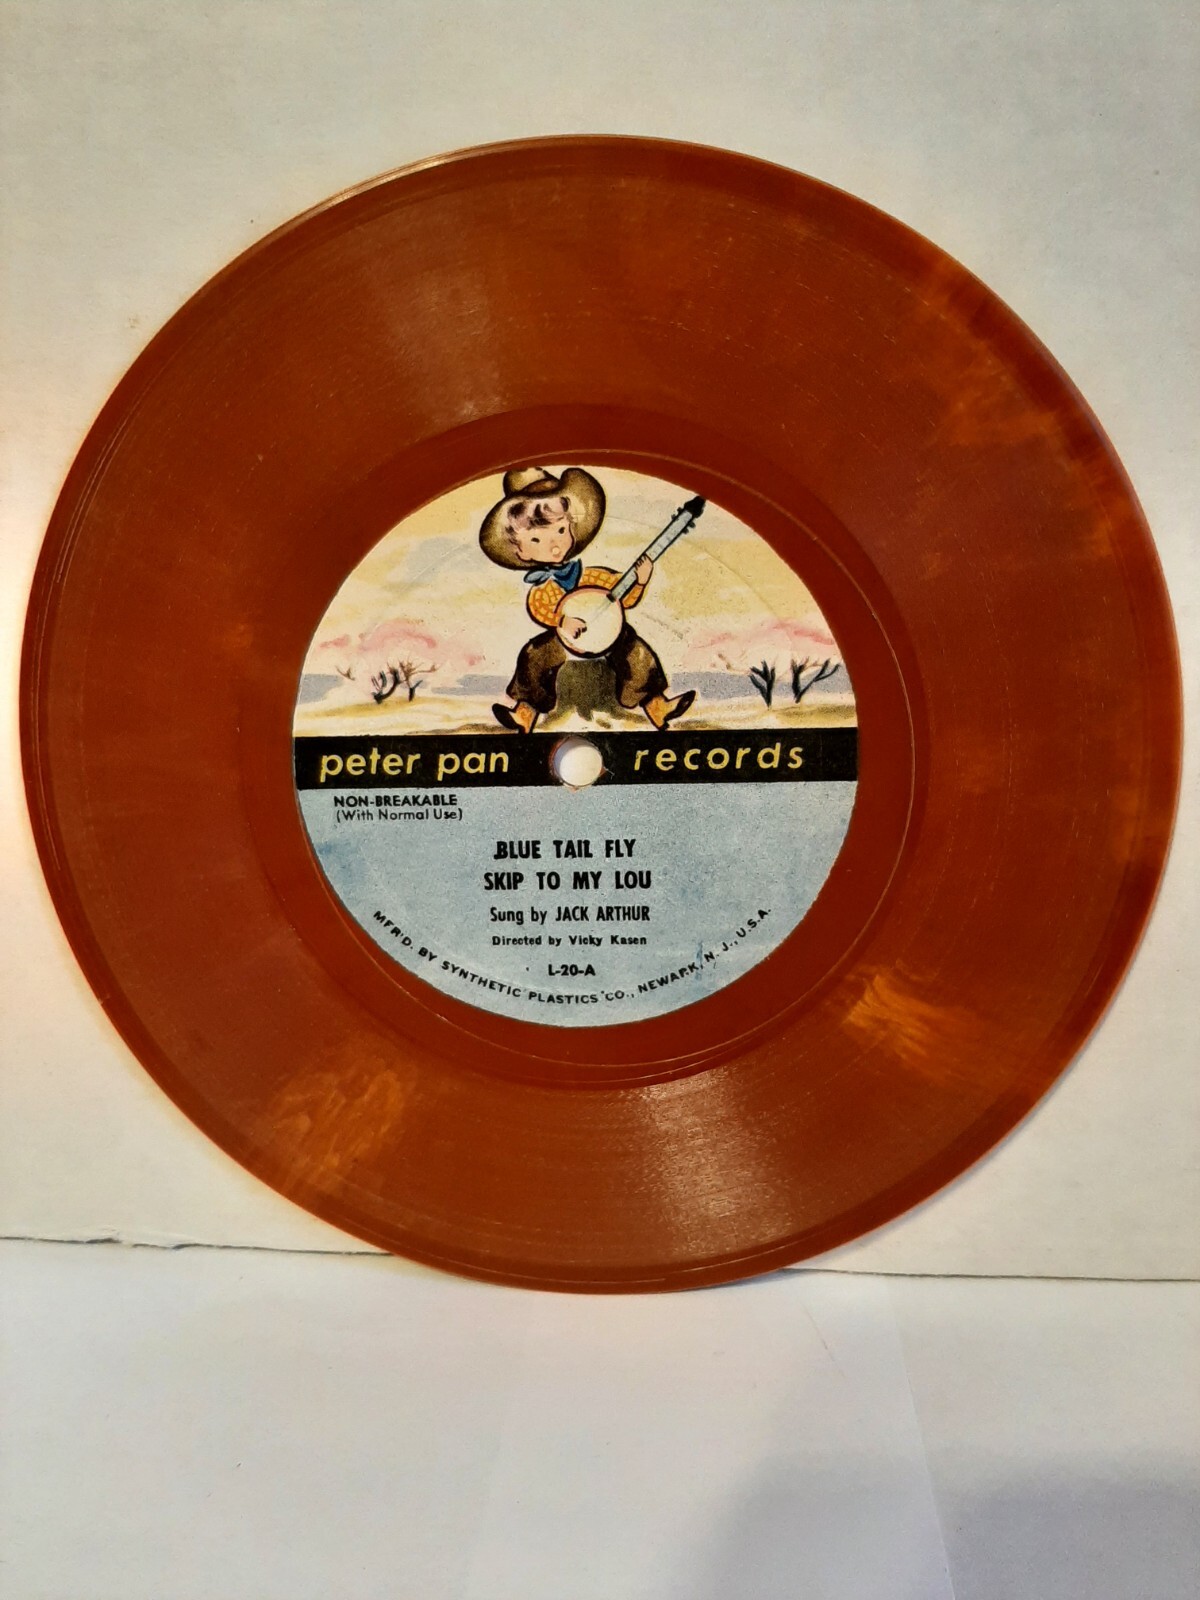 peter pan records
NON-BREAKABLE
(With Normal Use)
BLUE TAIL FLY
SKIP TO MY LOU
Sung by JACK ARTHUR
Directed by Vicky Kasen
L-20-A
MFR'D. BY SYNTHETIC PLASTICS CO., NEWARK, N. J., U.S.A.